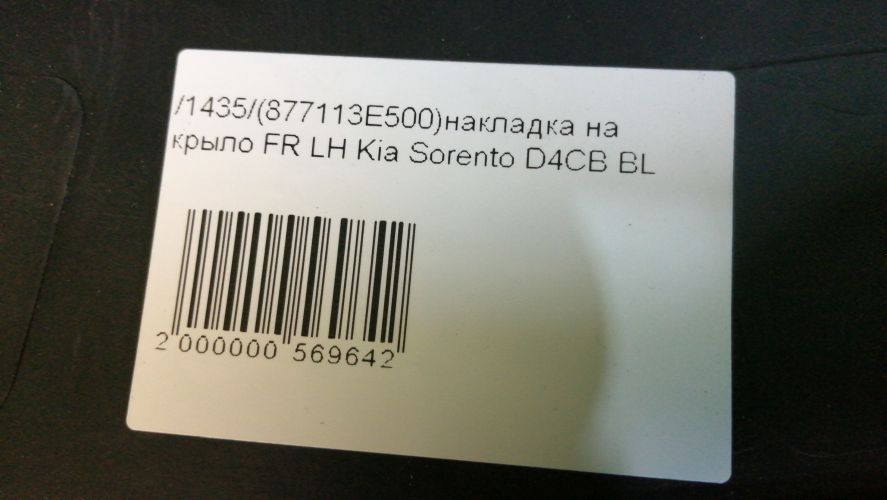 /1435/(877113E500)накладка на
крыло FR LH Kia Sorento D4CB BL
2 000000 569642